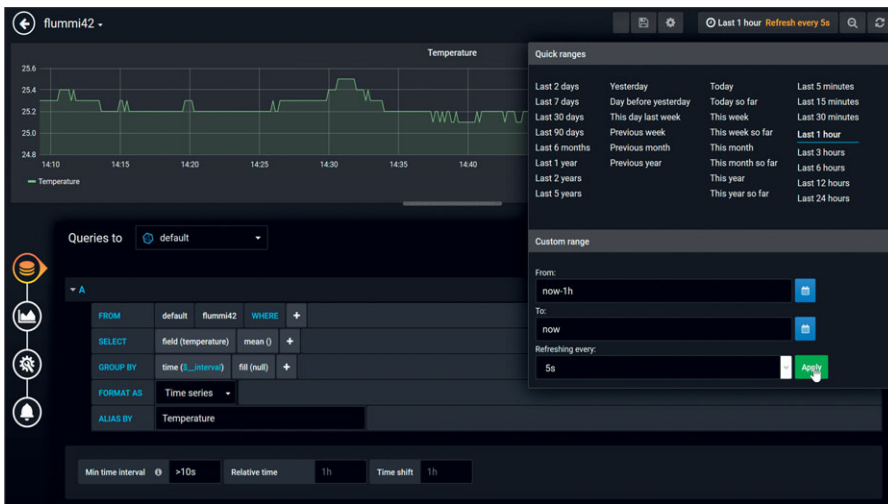 flummi42
Last 1 hour Refresh every 5s
Temperature
25.6
25.4
25.2
25.0
24.8
14:10 14:15 14:20 14:25 14:30 14:35 14:40
Temperature
Quick ranges
Last 2 days Yesterday Today Last 5 minutes
Last 7 days Day before yesterday Today so far Last 15 minutes
Last 30 days This day last week This week Last 30 minutes
Last 90 days Previous week This week so far Last 1 hour
Last 6 months Previous month This month Last 3 hours
Last 1 year Previous year This month so far Last 6 hours
Last 2 years This year Last 12 hours
Last 5 years This year so far Last 24 hours
Custom range
From:
now-1h
To:
now
Refreshing every:
5s Apply
Queries to default
A
FROM default flummi42 WHERE +
SELECT field (temperature) mean () +
GROUP BY time ($__interval) fill (null) +
FORMAT AS Time series
ALIAS BY Temperature
Min time interval >10s Relative time 1h Time shift 1h